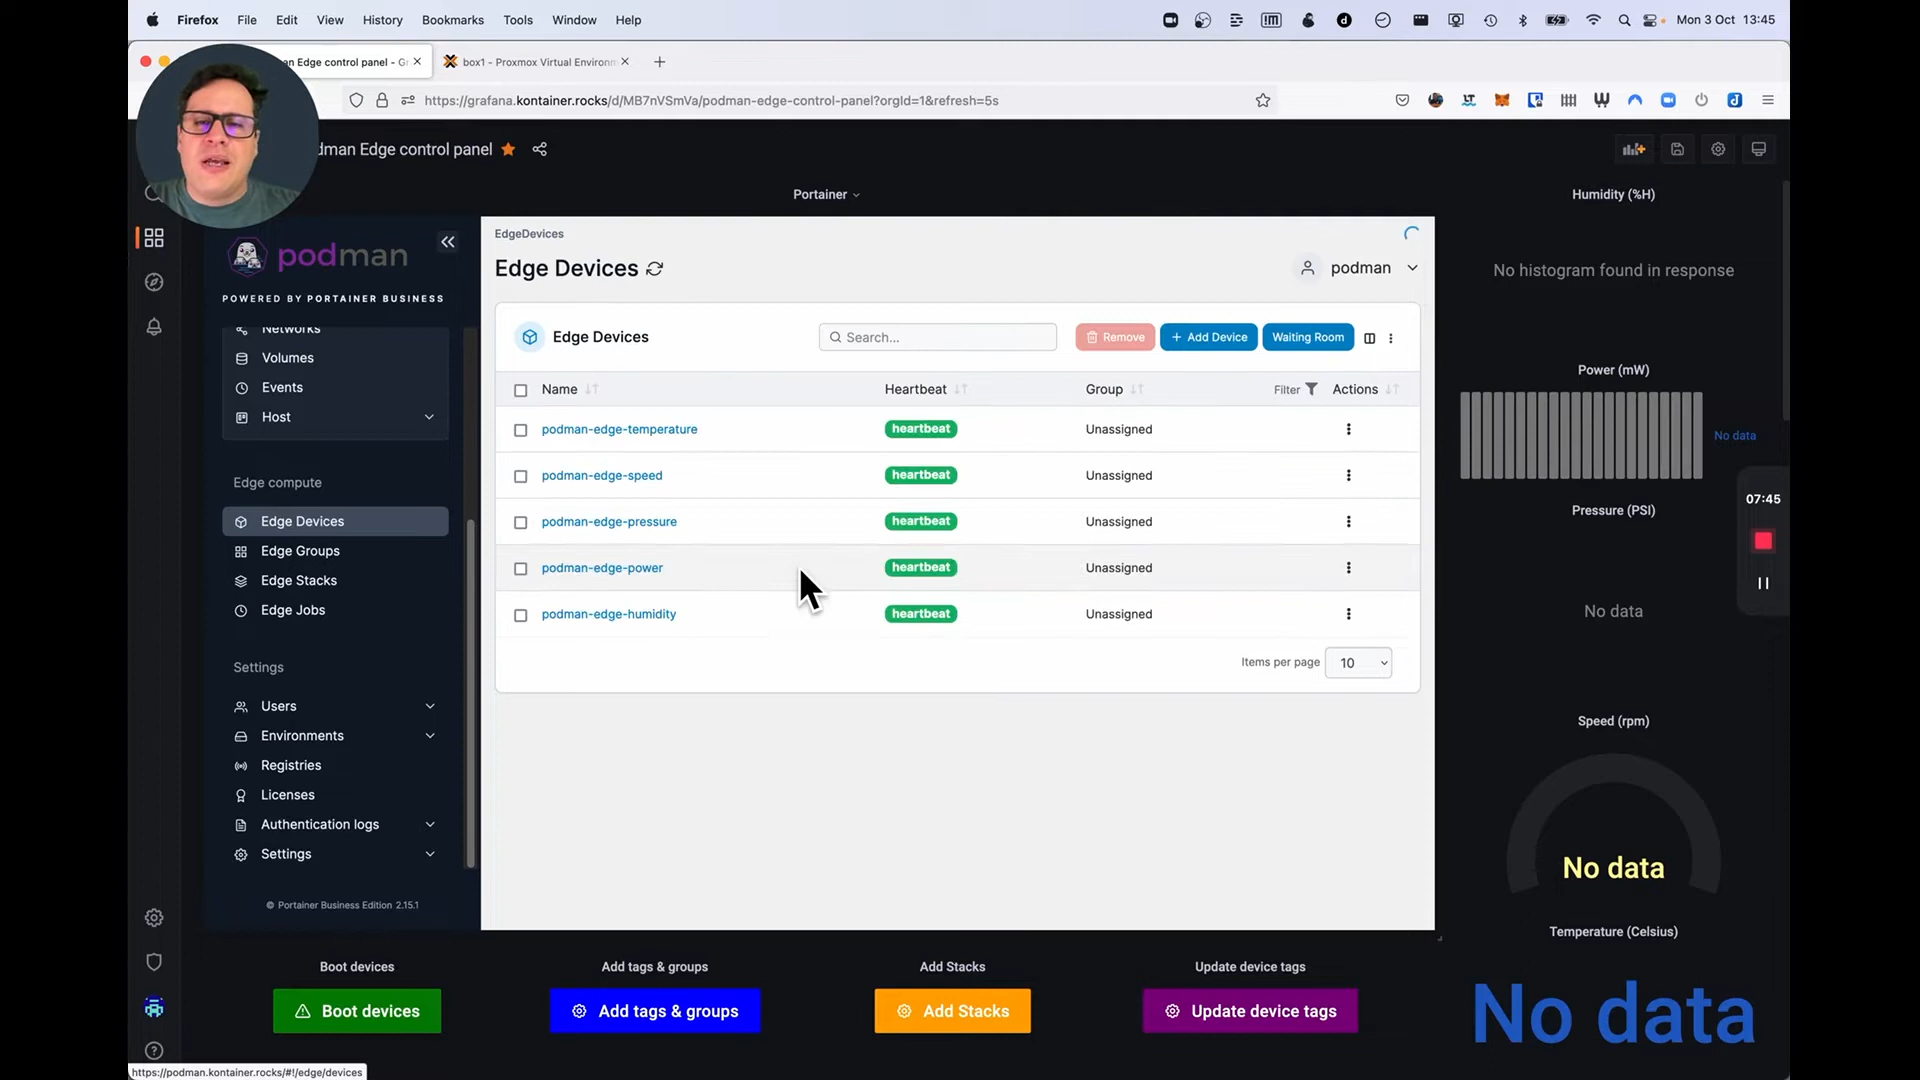 Firefox File Edit View History Bookmarks Tools Window Help Mon 3 Oct 13:45
an Edge control panel - Gr box1 - Proxmox Virtual Environm
https://grafana.kontainer.rocks/d/MB7nVSmVa/podman-edge-control-panel?orgId=1&refresh=5s
dman Edge control panel
Portainer
Humidity (%H)
No histogram found in response
Power (mW)
No data
Pressure (PSI)
No data
Speed (rpm)
No data
Temperature (Celsius)
No data
07:45
podman
POWERED BY PORTAINER BUSINESS
Networks
Volumes
Events
Host
Edge compute
Edge Devices
Edge Groups
Edge Stacks
Edge Jobs
Settings
Users
Environments
Registries
Licenses
Authentication logs
Settings
© Portainer Business Edition 2.15.1
EdgeDevices
Edge Devices
podman
Edge Devices Search... Remove + Add Device Waiting Room
Name Heartbeat Group Filter Actions
podman-edge-temperature heartbeat Unassigned
podman-edge-speed heartbeat Unassigned
podman-edge-pressure heartbeat Unassigned
podman-edge-power heartbeat Unassigned
podman-edge-humidity heartbeat Unassigned
Items per page 10
Boot devices Add tags & groups Add Stacks Update device tags
Boot devices Add tags & groups Add Stacks Update device tags
https://podman.kontainer.rocks/#!/edge/devices